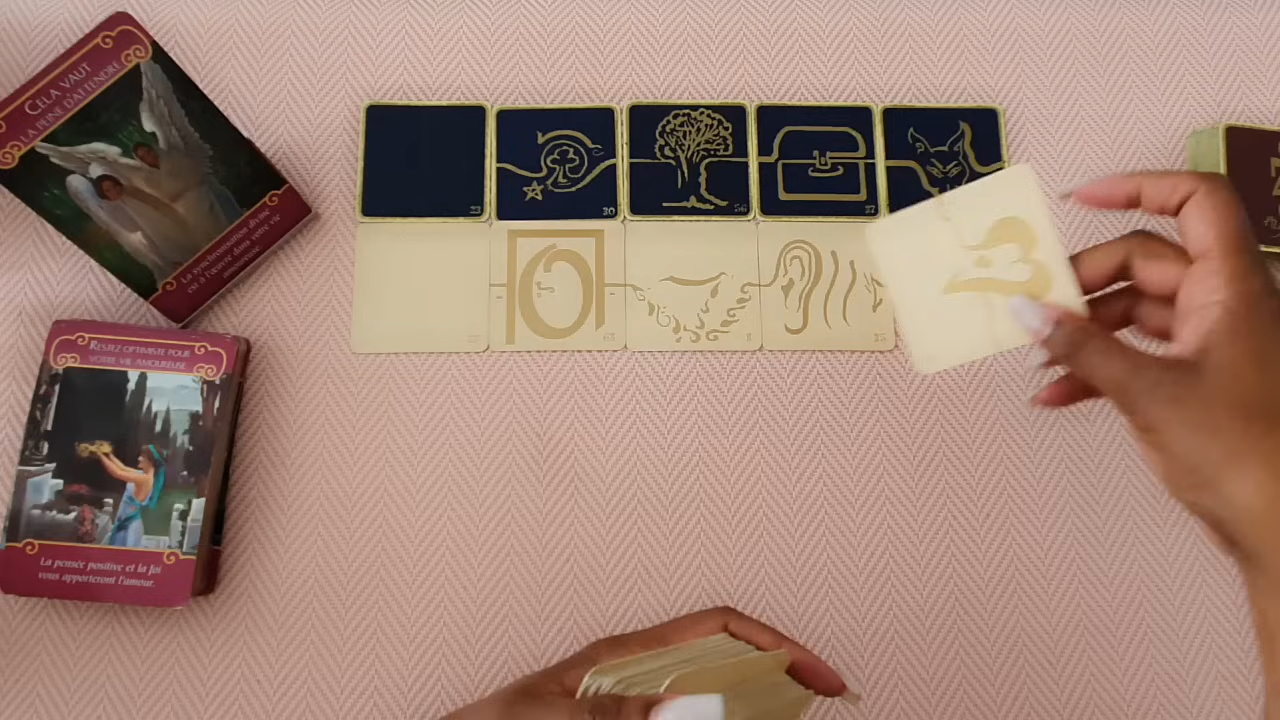 CELA VAUT
LA PEINE D'ATTENDRE
La synchronisation divine
est à l'œuvre dans votre vie
amoureuse.
RESTEZ OPTIMISTE POUR
VOTRE VIE AMOUREUSE
La pensée positive et la foi
vous apporteront l'amour.
30
56
37